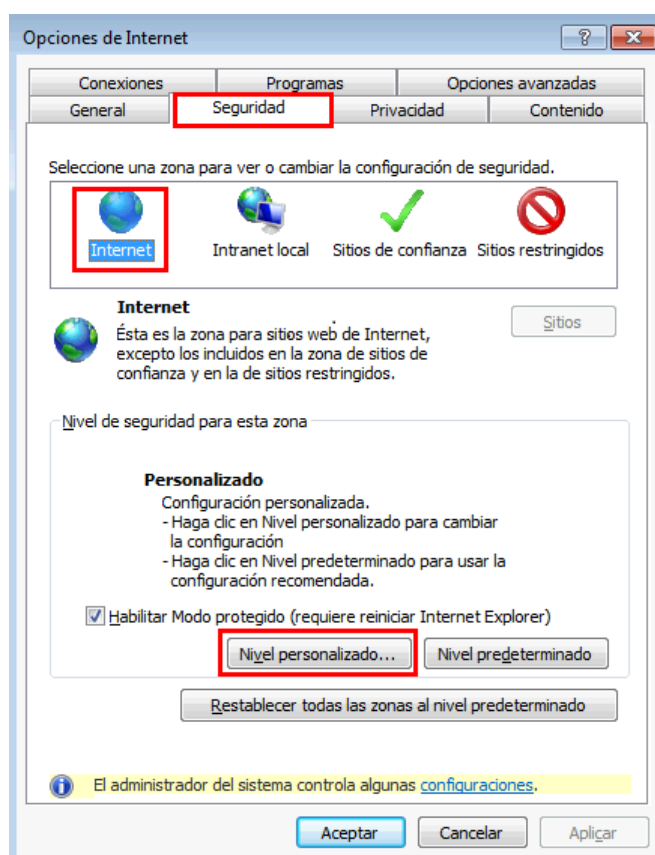 Opciones de Internet
Conexiones Programas Opciones avanzadas
General Seguridad Privacidad Contenido
Seleccione una zona para ver o cambiar la configuración de seguridad.
Internet Intranet local Sitios de confianza Sitios restringidos
Internet
Sitios
Ésta es la zona para sitios web de Internet,
excepto los incluidos en la zona de sitios de
confianza y en la de sitios restringidos.
Nivel de seguridad para esta zona
Personalizado
Configuración personalizada.
- Haga clic en Nivel personalizado para cambiar
la configuración
- Haga clic en Nivel predeterminado para usar la
configuración recomendada.
Habilitar Modo protegido (requiere reiniciar Internet Explorer)
Nivel personalizado... Nivel predeterminado
Restablecer todas las zonas al nivel predeterminado
El administrador del sistema controla algunas configuraciones.
Aceptar Cancelar Aplicar